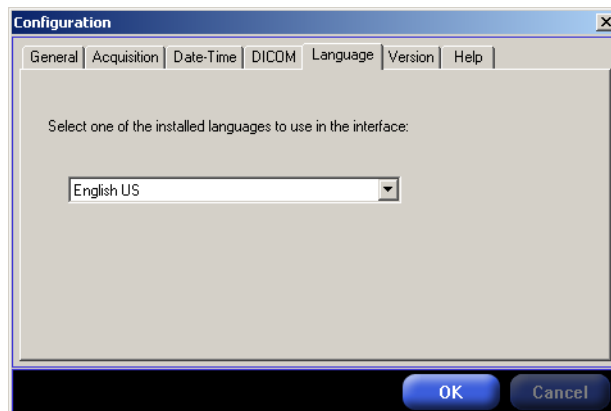 Configuration
General Acquisition Date-Time DICOM Language Version Help
Select one of the installed languages to use in the interface:
English US
OK Cancel